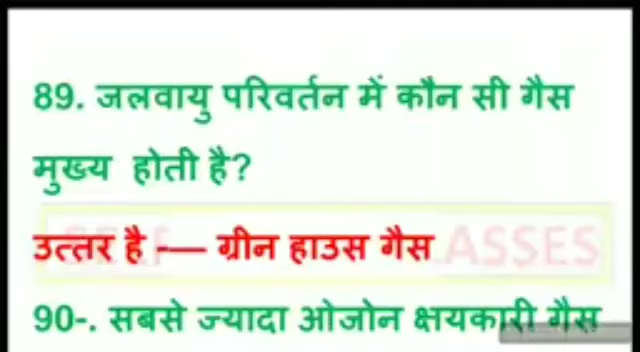 89. जलवायु परिवर्तन में कौन सी गैस
मुख्य होती है?
उत्तर है -— ग्रीन हाउस गैस
90-. सबसे ज्यादा ओजोन क्षयकारी गैस